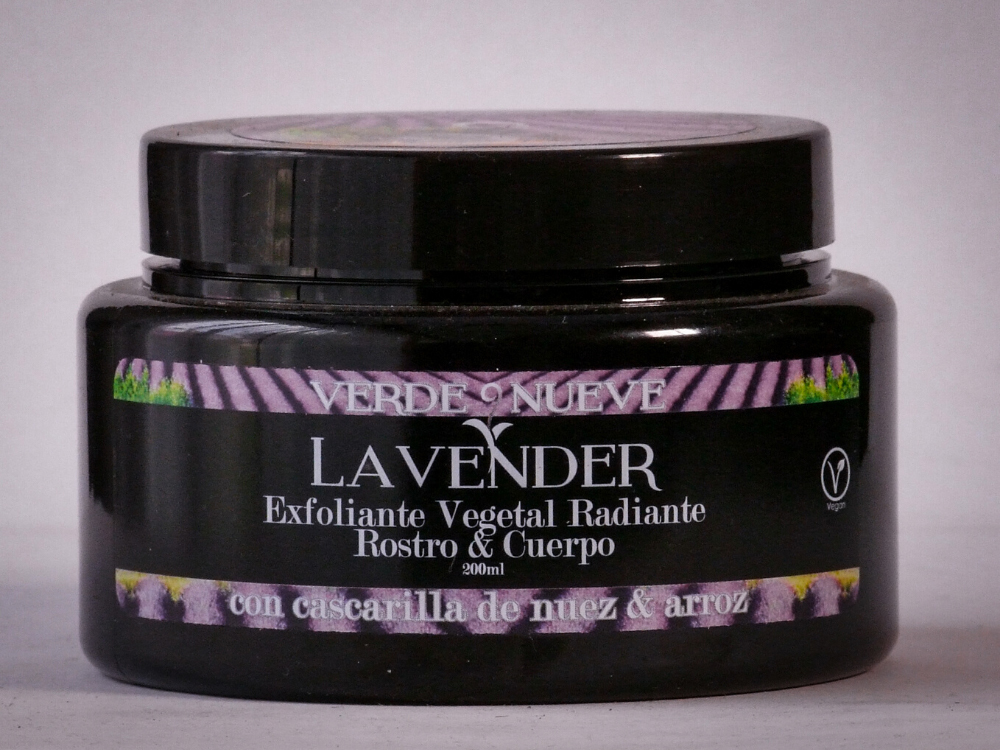 VERDE NUEVE
LAVENDER
Exfoliante Vegetal Radiante
Rostro & Cuerpo
200ml
con cascarilla de nuez & arroz
V
Vegan